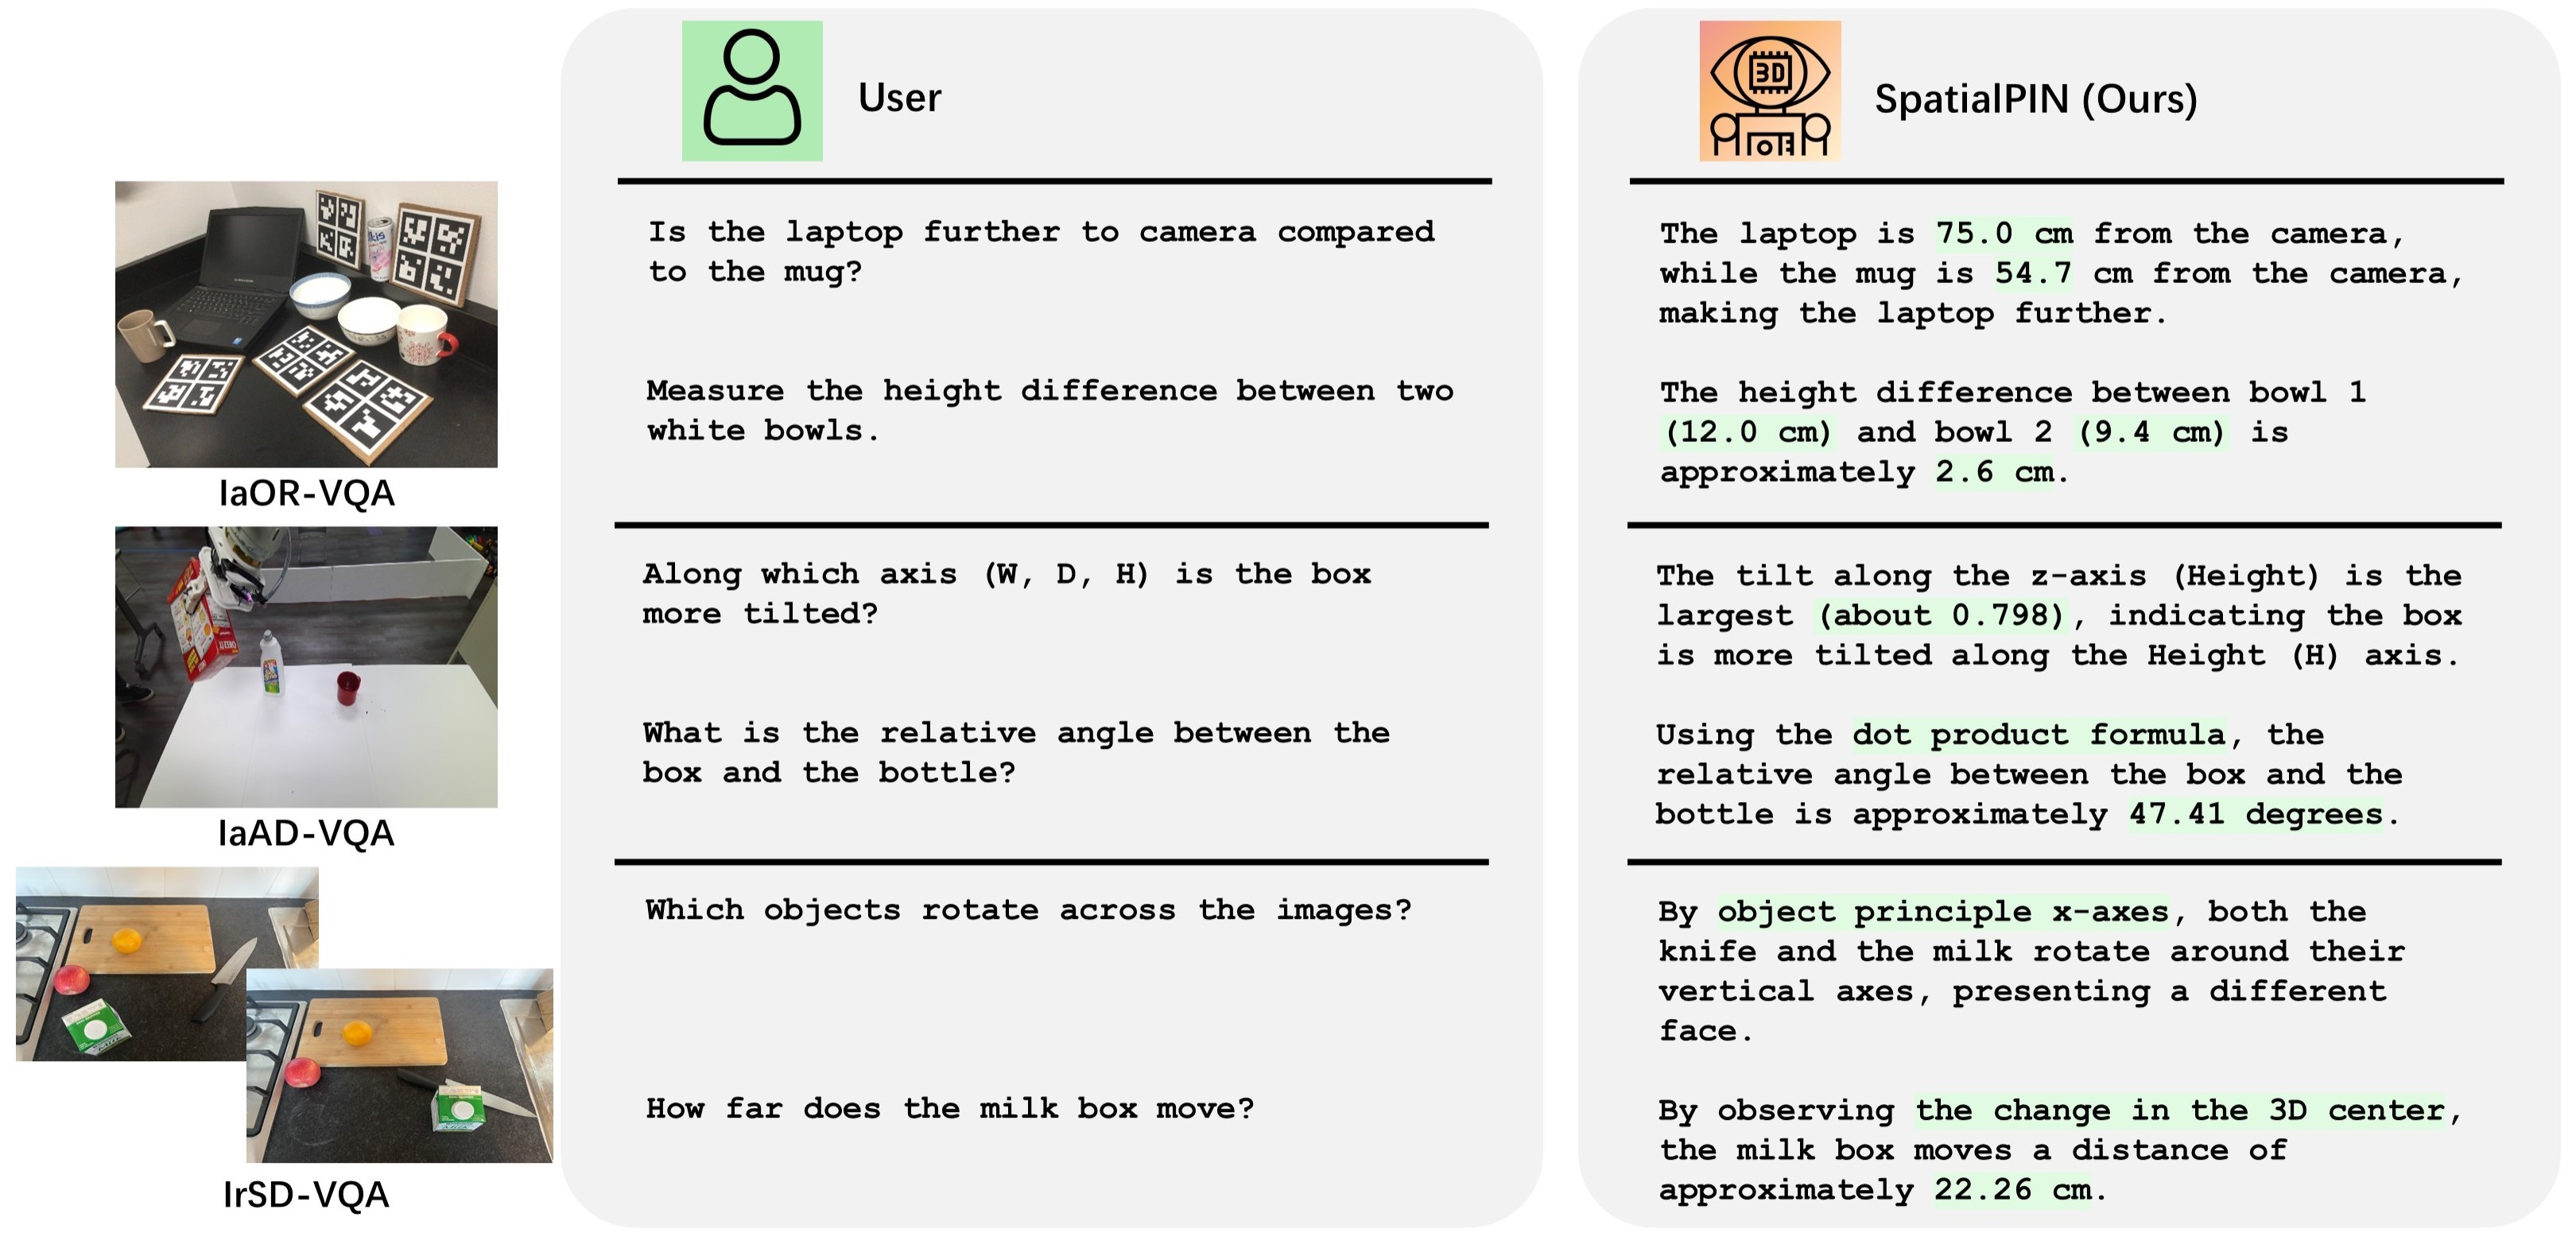 User
SpatialPIN (Ours)
3D
IaOR-VQA
Is the laptop further to camera compared
to the mug?
The laptop is 75.0 cm from the camera,
while the mug is 54.7 cm from the camera,
making the laptop further.
Measure the height difference between two
white bowls.
The height difference between bowl 1
(12.0 cm) and bowl 2 (9.4 cm) is
approximately 2.6 cm.
IaAD-VQA
Along which axis (W, D, H) is the box
more tilted?
The tilt along the z-axis (Height) is the
largest (about 0.798), indicating the box
is more tilted along the Height (H) axis.
What is the relative angle between the
box and the bottle?
Using the dot product formula, the
relative angle between the box and the
bottle is approximately 47.41 degrees.
IrSD-VQA
Which objects rotate across the images?
By object principle x-axes, both the
knife and the milk rotate around their
vertical axes, presenting a different
face.
How far does the milk box move?
By observing the change in the 3D center,
the milk box moves a distance of
approximately 22.26 cm.